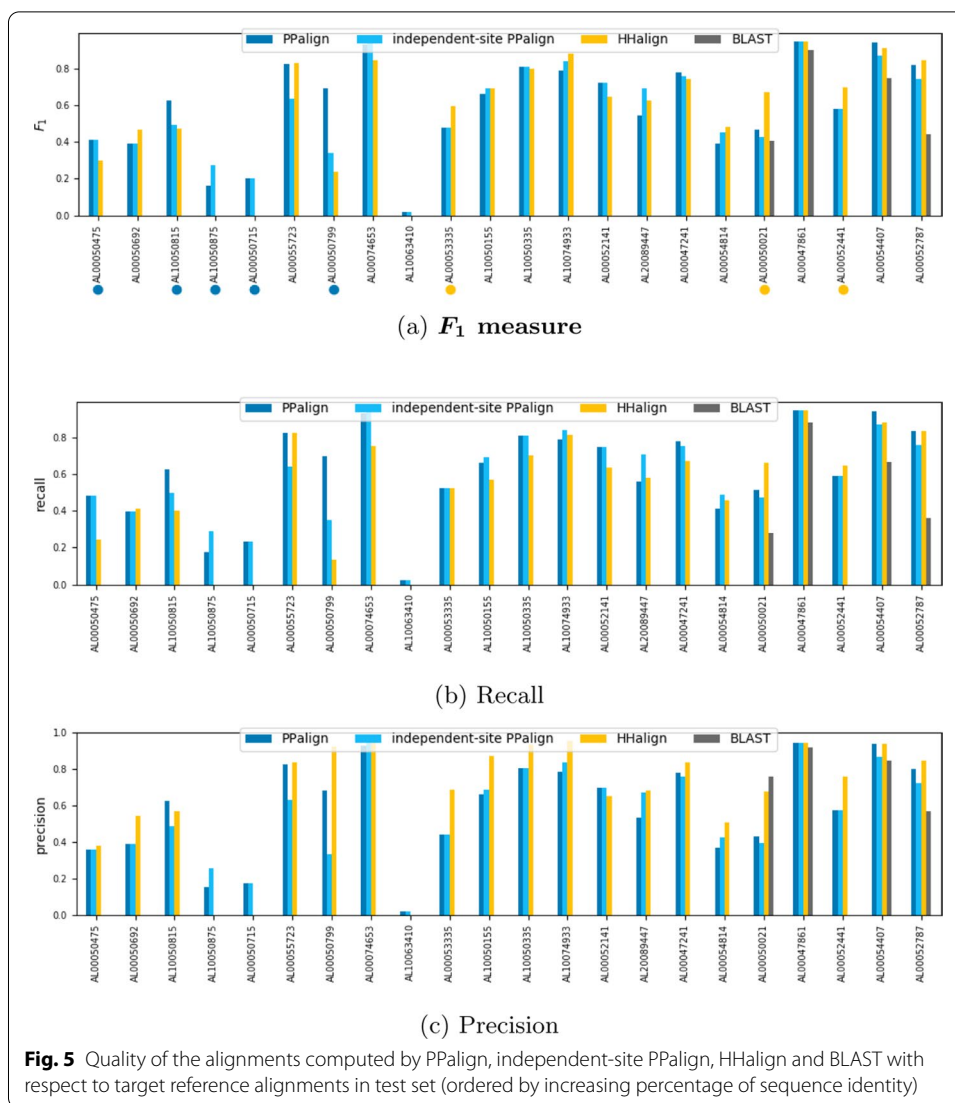 PPalign independent-site PPalign HHalign BLAST
F1
0.8
0.6
0.4
0.2
0.0
AL00050475
AL00050692
AL10050815
AL10050875
AL00050715
AL00055723
AL00050799
AL00074653
AL10063410
AL00053335
AL10050155
AL10050335
AL10074933
AL00052141
AL20089447
AL00047241
AL00054814
AL00050021
AL00047861
AL00052441
AL00054407
AL00052787
(a) F1 measure
PPalign independent-site PPalign HHalign BLAST
recall
0.8
0.6
0.4
0.2
0.0
AL00050475
AL00050692
AL10050815
AL10050875
AL00050715
AL00055723
AL00050799
AL00074653
AL10063410
AL00053335
AL10050155
AL10050335
AL10074933
AL00052141
AL20089447
AL00047241
AL00054814
AL00050021
AL00047861
AL00052441
AL00054407
AL00052787
(b) Recall
PPalign independent-site PPalign HHalign BLAST
precision
1.0
0.8
0.6
0.4
0.2
0.0
AL00050475
AL00050692
AL10050815
AL10050875
AL00050715
AL00055723
AL00050799
AL00074653
AL10063410
AL00053335
AL10050155
AL10050335
AL10074933
AL00052141
AL20089447
AL00047241
AL00054814
AL00050021
AL00047861
AL00052441
AL00054407
AL00052787
(c) Precision
Fig. 5 Quality of the alignments computed by PPalign, independent-site PPalign, HHalign and BLAST with
respect to target reference alignments in test set (ordered by increasing percentage of sequence identity)